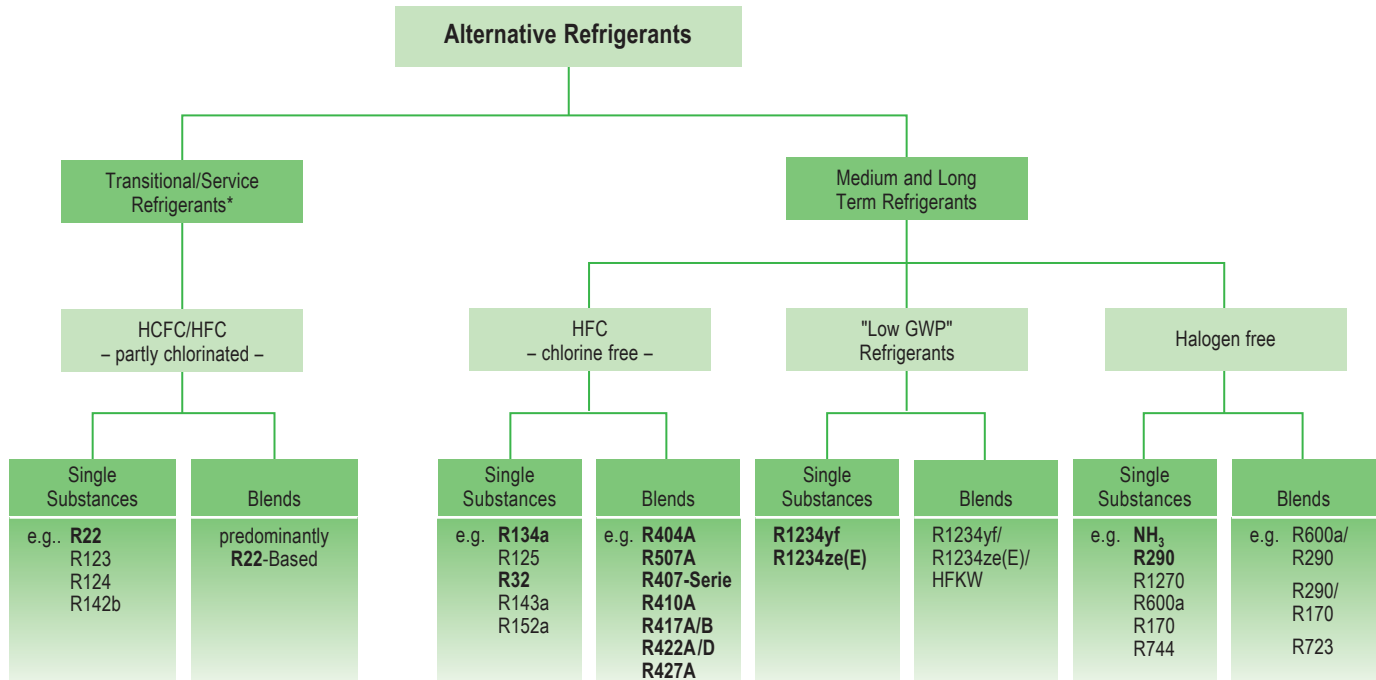 Alternative Refrigerants
Transitional/Service
Refrigerants*
Medium and Long
Term Refrigerants
HCFC/HFC
– partly chlorinated –
HFC
– chlorine free –
"Low GWP"
Refrigerants
Halogen free
Single
Substances
e.g.. R22
R123
R124
R142b
Blends
predominantly
R22-Based
Single
Substances
e.g. R134a
R125
R32
R143a
R152a
Blends
e.g. R404A
R507A
R407-Serie
R410A
R417A/B
R422A/D
R427A
Single
Substances
R1234yf
R1234ze(E)
Blends
R1234yf/
R1234ze(E)/
HFKW
Single
Substances
e.g. NH₃
R290
R1270
R600a
R170
R744
Blends
e.g. R600a/
R290
R290/
R170
R723